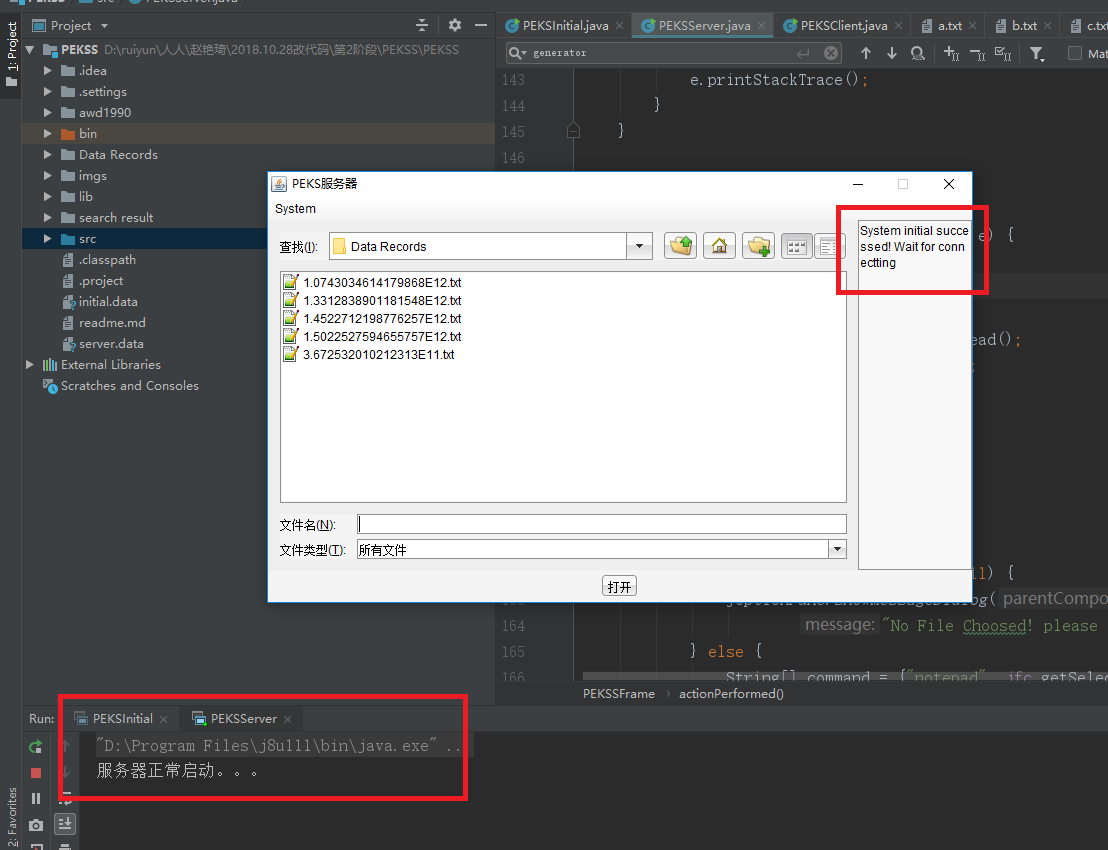 PEKSS src PEKSServer.java
Project
PEKSInitial.java
PEKSServer.java
PEKSClient.java
a.txt
b.txt
c.txt
1: Project
PEKSS D:\ruiyun\人人\赵艳琦\2018.10.28改代码\第2阶段\PEKSS\PEKSS
generator
.idea
.settings
awd1990
bin
Data Records
imgs
lib
search result
src
.classpath
.project
initial.data
readme.md
server.data
External Libraries
Scratches and Consoles
143 e.printStackTrace();
144 }
145 }
146
e) {
ead();
;
ll) {
parentCompo
164 message: "No File Choosed! please
165 } else {
166 String[] command = {"notepad", jfc.getSelec
PEKSSFrame
actionPerformed()
PEKS服务器
System
查找(I):
Data Records
1.0743034614179868E12.txt
1.3312838901181548E12.txt
1.4522712198776257E12.txt
1.5022527594655757E12.txt
3.672532010212313E11.txt
System initial succe
ssed! Wait for conn
ectting
文件名(N):
文件类型(T):
所有文件
打开
Run:
PEKSInitial
PEKSServer
"D:\Program Files\j8u111\bin\java.exe" ..
服务器正常启动。。。
2: Favorites